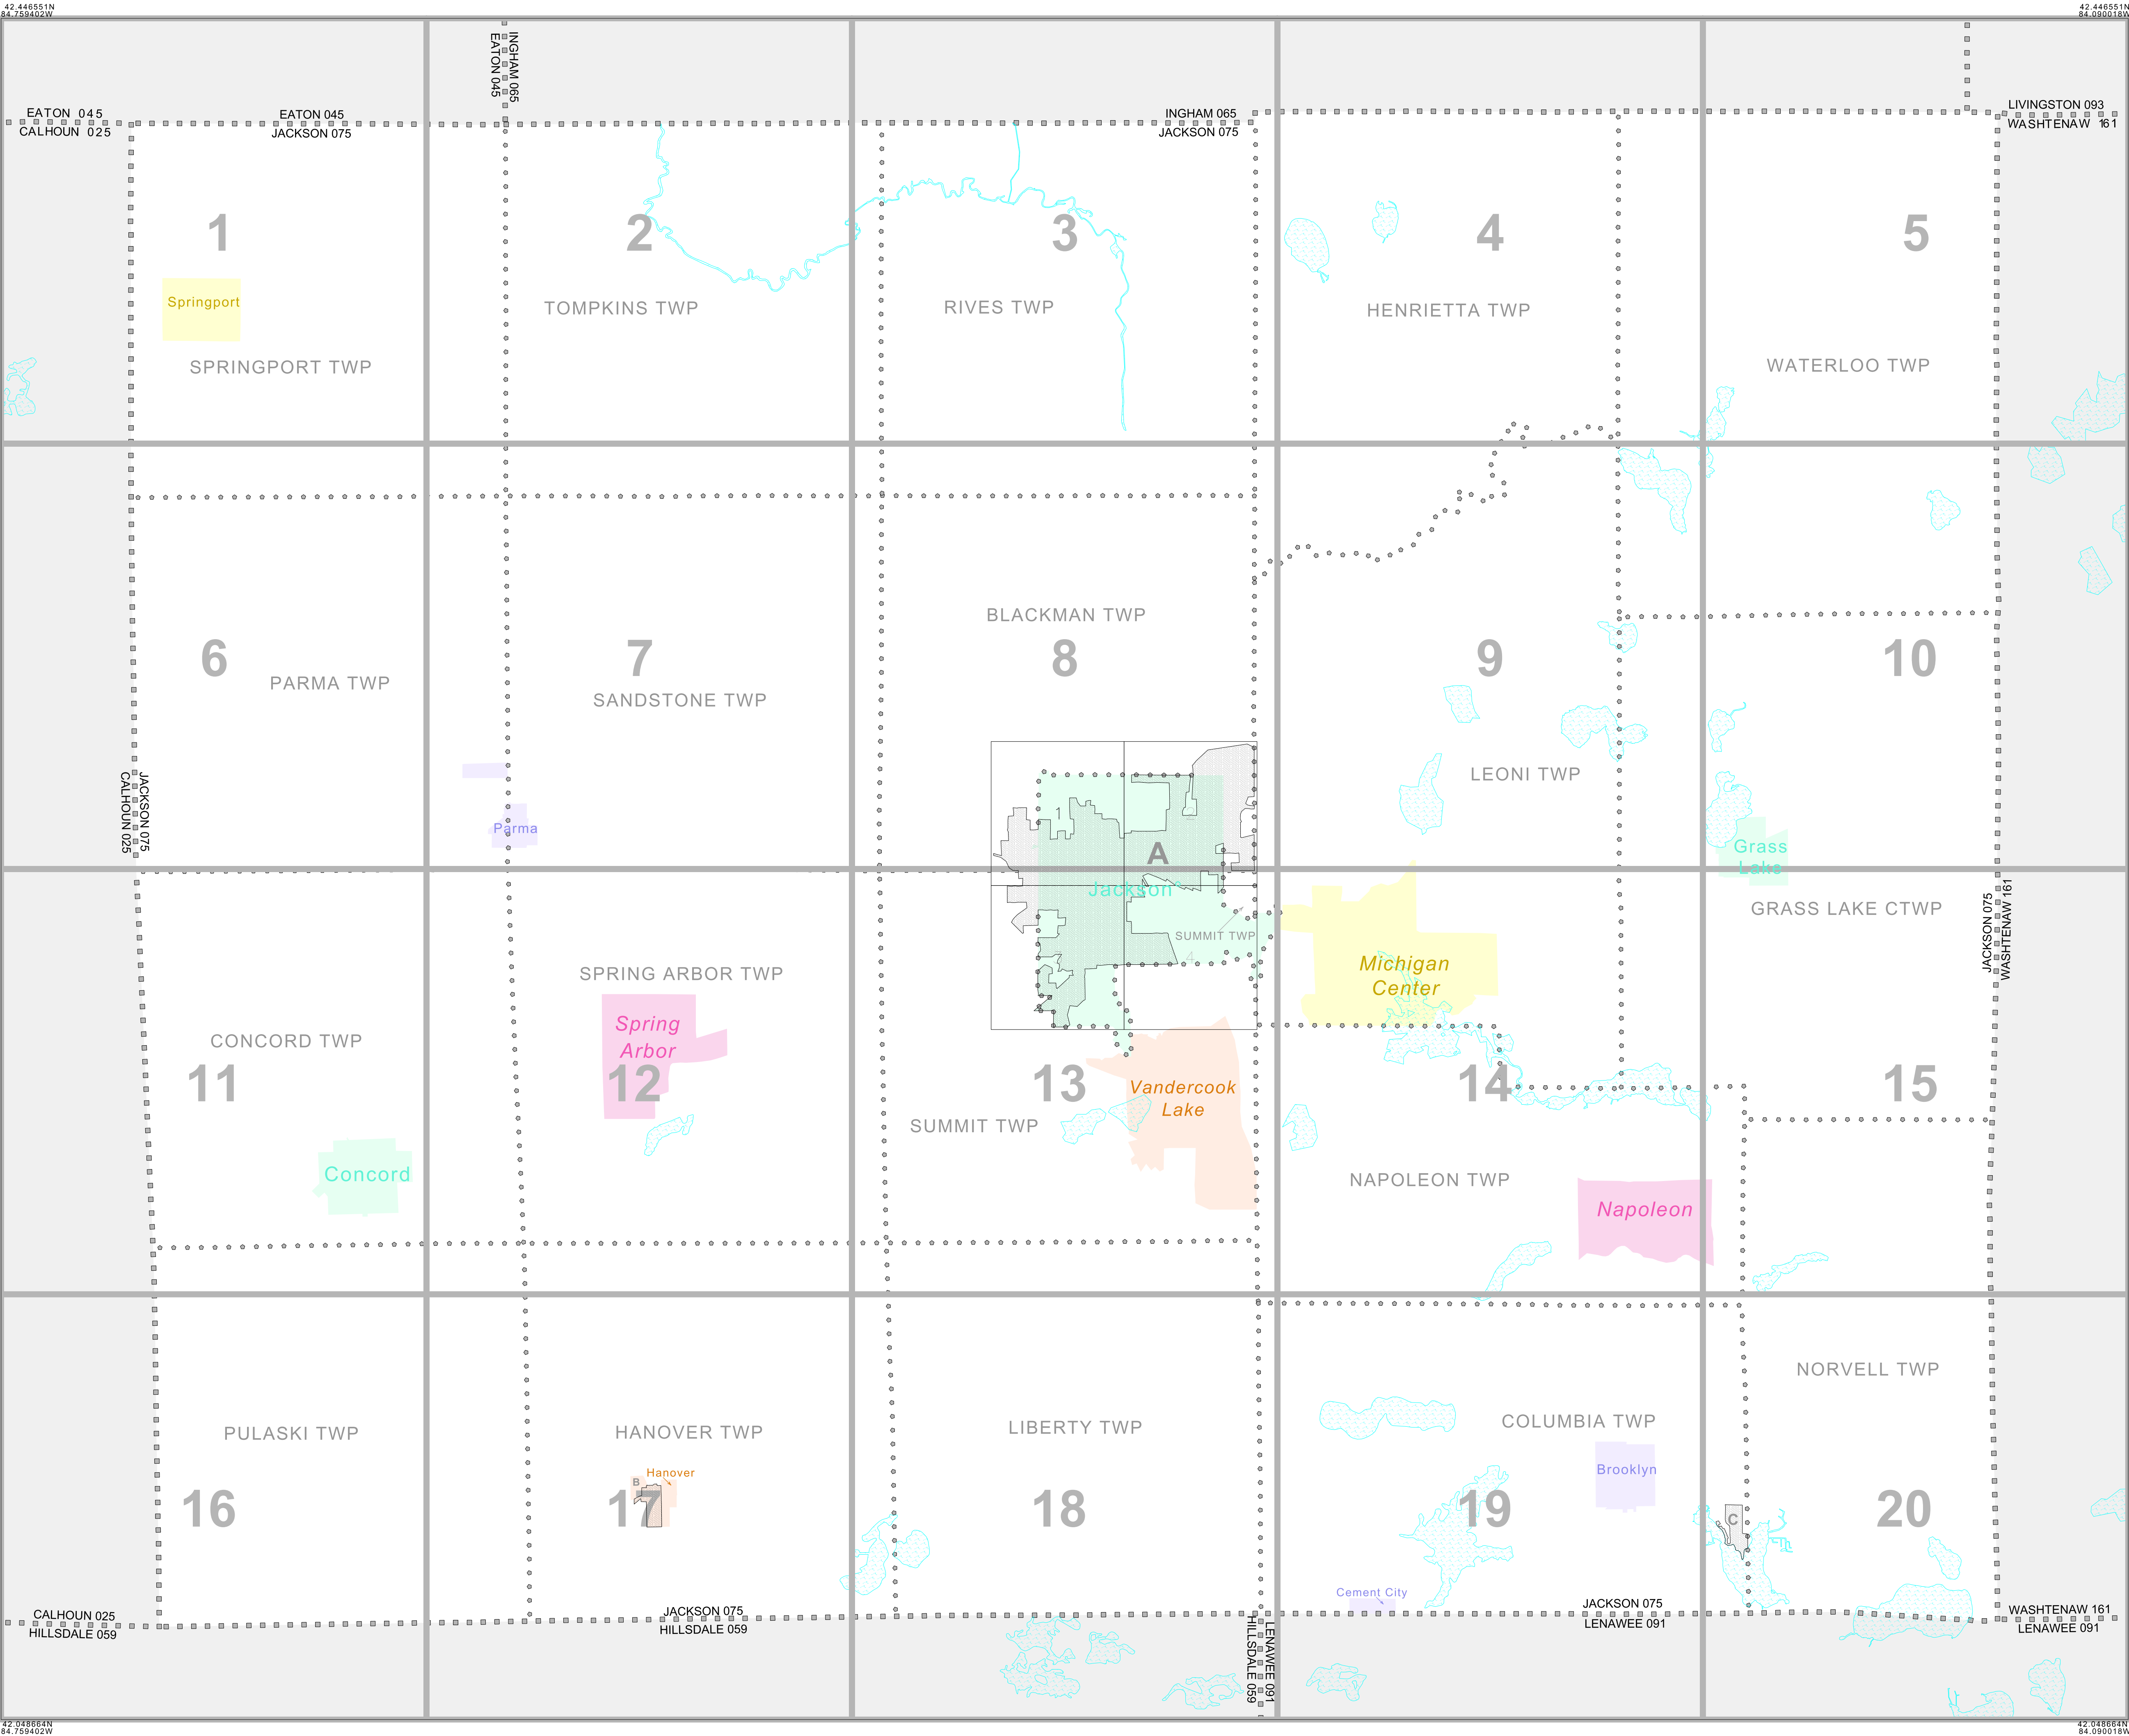 42.446551N
84.759402W
42.446551N
84.090018W
INGHAM 065
EATON 045
EATON 045
CALHOUN 025
EATON 045
JACKSON 075
INGHAM 065
JACKSON 075
LIVINGSTON 093
WASHTENAW 161
1
2
3
4
5
Springport
TOMPKINS TWP
RIVES TWP
HENRIETTA TWP
SPRINGPORT TWP
WATERLOO TWP
BLACKMAN TWP
6
7
8
9
10
PARMA TWP
SANDSTONE TWP
LEONI TWP
JACKSON 075
CALHOUN 025
Parma
1
2
A
Grass
Lake
Jackson
JACKSON 075
WASHTENAW 161
GRASS LAKE CTWP
SUMMIT TWP
3
4
Michigan
Center
SPRING ARBOR TWP
Spring
Arbor
CONCORD TWP
11
12
13
14
15
Vandercook
Lake
SUMMIT TWP
Concord
NAPOLEON TWP
Napoleon
NORVELL TWP
PULASKI TWP
HANOVER TWP
LIBERTY TWP
COLUMBIA TWP
Hanover
B
Brooklyn
16
17
18
19
20
C
Cement City
CALHOUN 025
HILLSDALE 059
JACKSON 075
HILLSDALE 059
LENAWEE 091
HILLSDALE 059
JACKSON 075
LENAWEE 091
WASHTENAW 161
LENAWEE 091
42.048664N
84.759402W
42.048664N
84.090018W